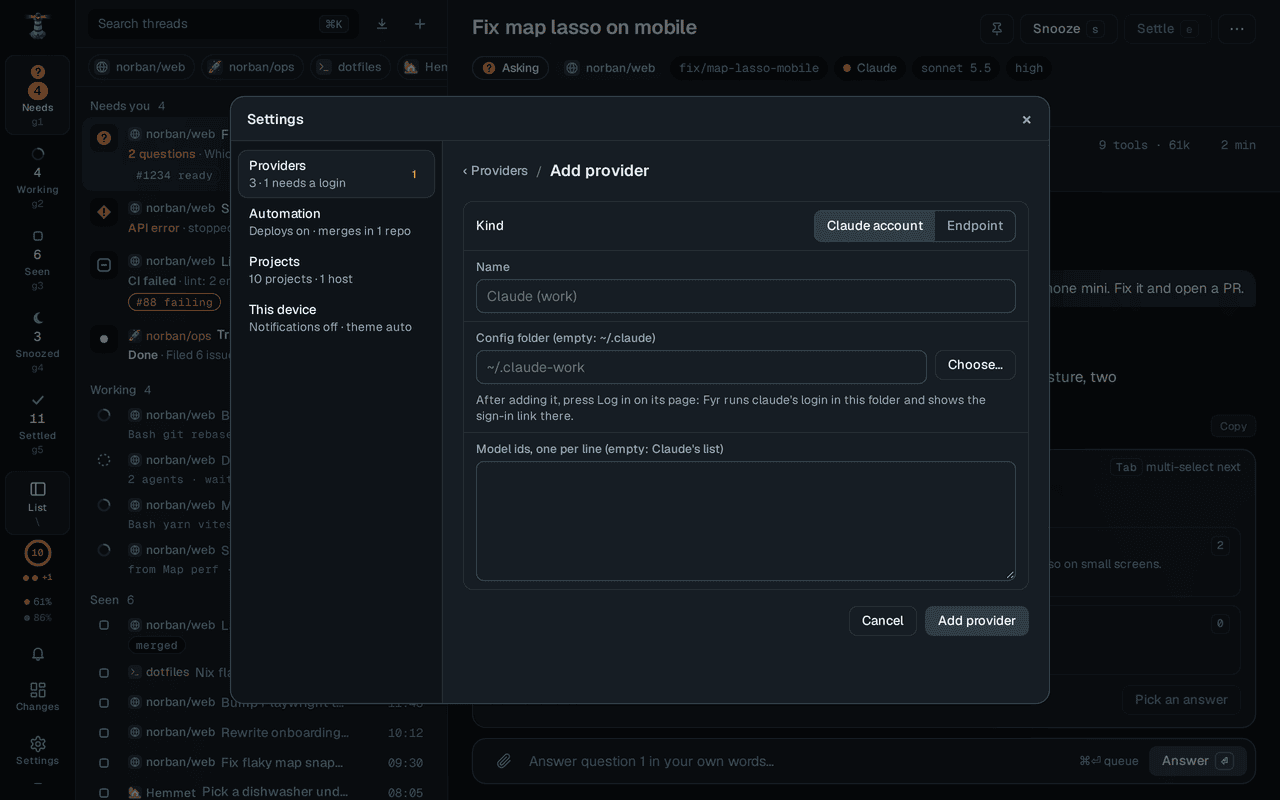 Search threads ⌘K
? 4
Needs
g1
4
Working
g2
6
Seen
g3
3
Snoozed
g4
11
Settled
g5
List
\
10
+1
61%
86%
Changes
Settings
norban/web norban/ops dotfiles Hem
Needs you 4
norban/web F
2 questions · Whic
#1234 ready
norban/web S
API error · stopped
norban/web Li
CI failed · lint: 2 er
#88 failing
norban/ops Tr
Done · Filed 6 issu
Working 4
norban/web B
Bash git rebase
norban/web D
2 agents · wait
norban/web M
Bash yarn vites
norban/web S
from Map perf ·
Seen 6
norban/web L
merged
dotfiles Nix fla
norban/web Bump Playwright t… 11:43
norban/web Rewrite onboarding… 10:12
norban/web Fix flaky map snap… 09:30
Hemmet Pick a dishwasher und… 08:05
Fix map lasso on mobile
Snooze s Settle e ⋯
? Asking norban/web fix/map-lasso-mobile Claude sonnet 5.5 high
9 tools · 61k 2 min
hone mini. Fix it and open a PR.
sture, two
Copy
Tab multi-select next
2
so on small screens.
0
Pick an answer
Answer question 1 in your own words… ⌘⏎ queue Answer ⏎
Settings ×
Providers
3 · 1 needs a login
1
Automation
Deploys on · merges in 1 repo
Projects
10 projects · 1 host
This device
Notifications off · theme auto
‹ Providers / Add provider
Kind Claude account Endpoint
Name
Claude (work)
Config folder (empty: ~/.claude)
~/.claude-work Choose…
After adding it, press Log in on its page: Fyr runs claude's login in this folder and shows the
sign-in link there.
Model ids, one per line (empty: Claude's list)
Cancel Add provider